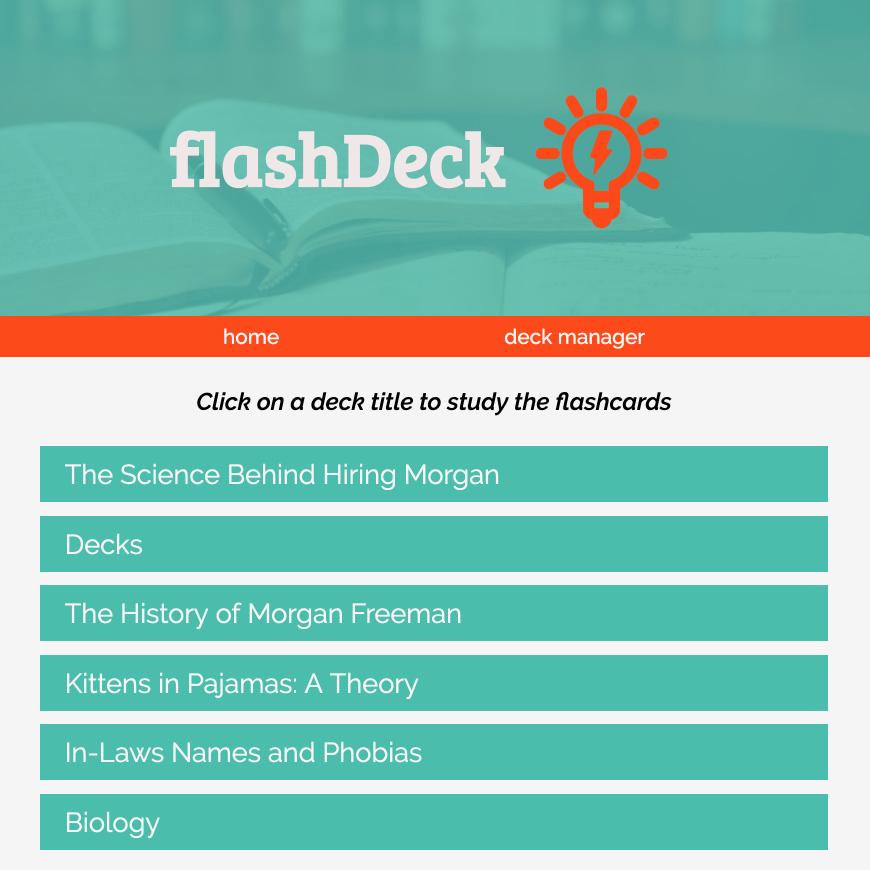 flashDeck
home deck manager
Click on a deck title to study the flashcards
The Science Behind Hiring Morgan
Decks
The History of Morgan Freeman
Kittens in Pajamas: A Theory
In-Laws Names and Phobias
Biology